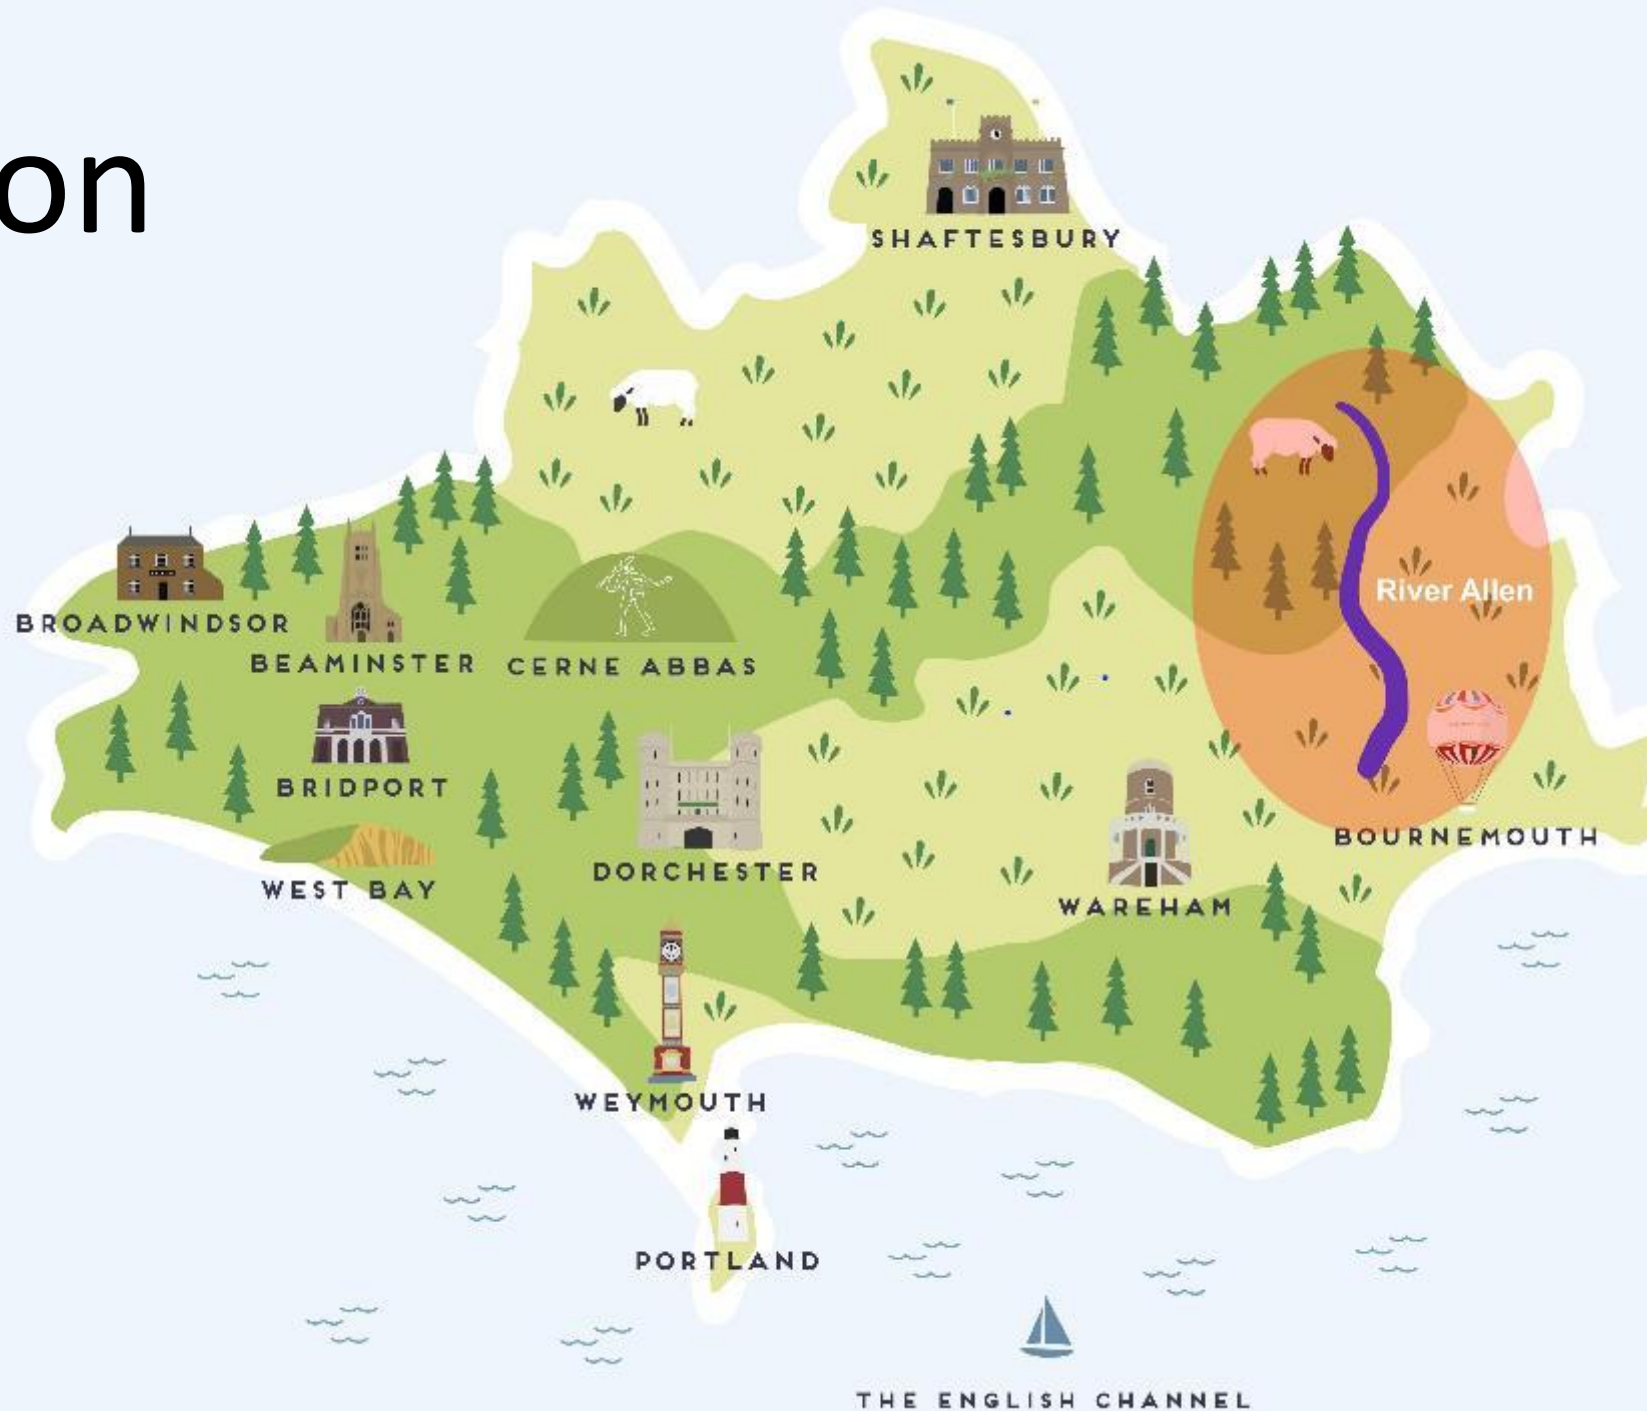 on
SHAFTESBURY
River Allen
BROADWINDSOR
BEAMINSTER
CERNE ABBAS
BRIDPORT
BOURNEMOUTH
DORCHESTER
WEST BAY
WAREHAM
WEYMOUTH
PORTLAND
THE ENGLISH CHANNEL